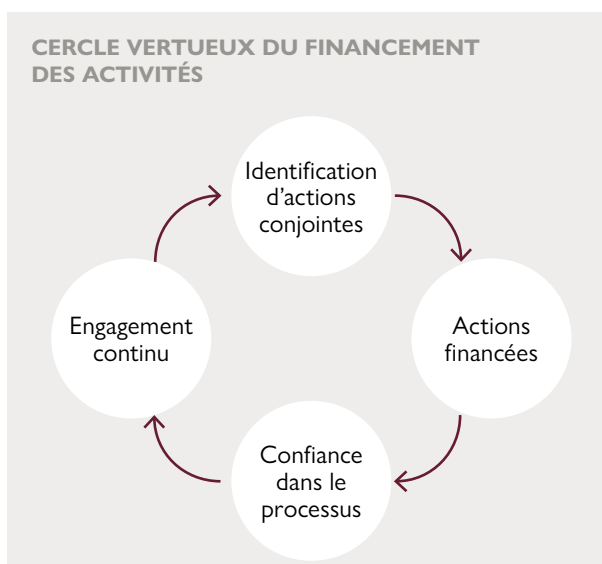 CERCLE VERTUEUX DU FINANCEMENT
DES ACTIVITÉS
Identification
d’actions
conjointes
Actions
financées
Confiance
dans le
processus
Engagement
continu